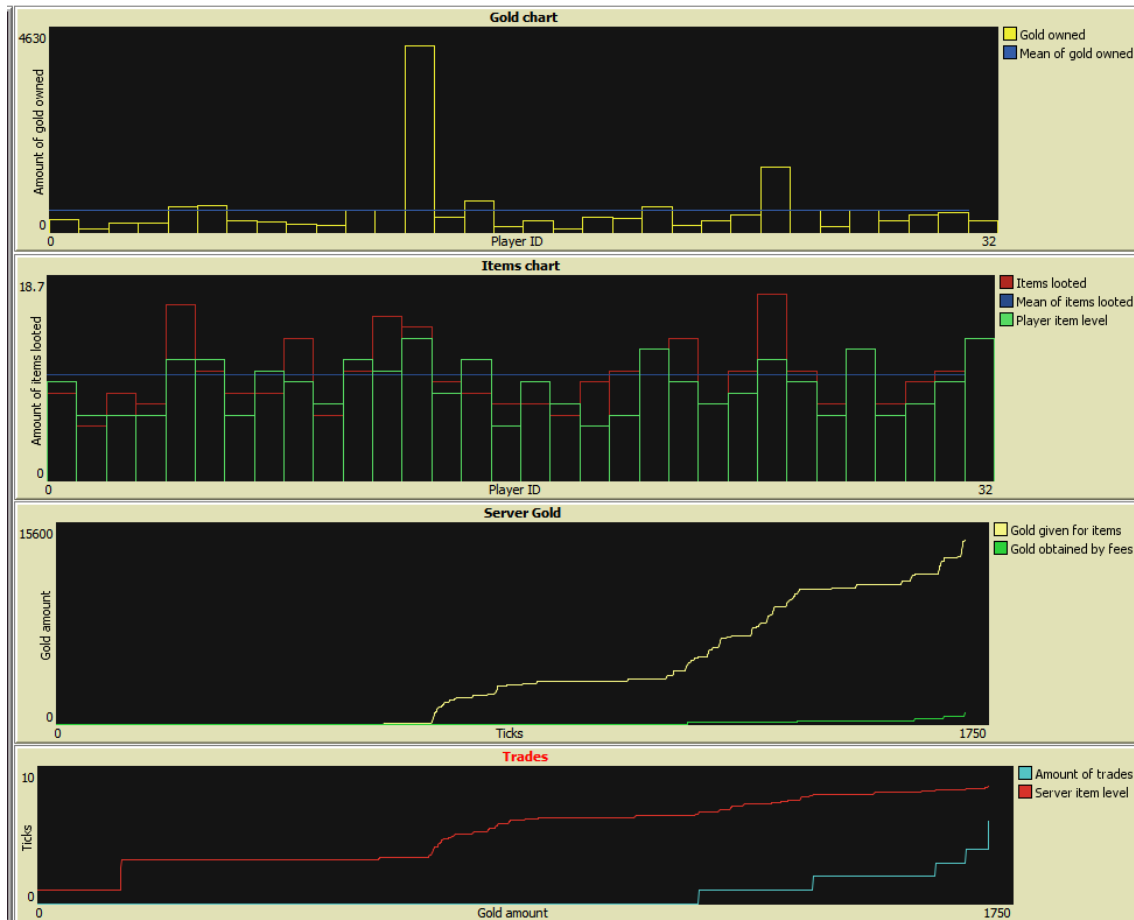 Gold chart
4630
Amount of gold owned
0
0
Player ID
32
Gold owned
Mean of gold owned
Items chart
18.7
Amount of items looted
0
0
Player ID
32
Items looted
Mean of items looted
Player item level
Server Gold
15600
Gold amount
0
0
Ticks
1750
Gold given for items
Gold obtained by fees
Trades
10
Ticks
0
0
Gold amount
1750
Amount of trades
Server item level